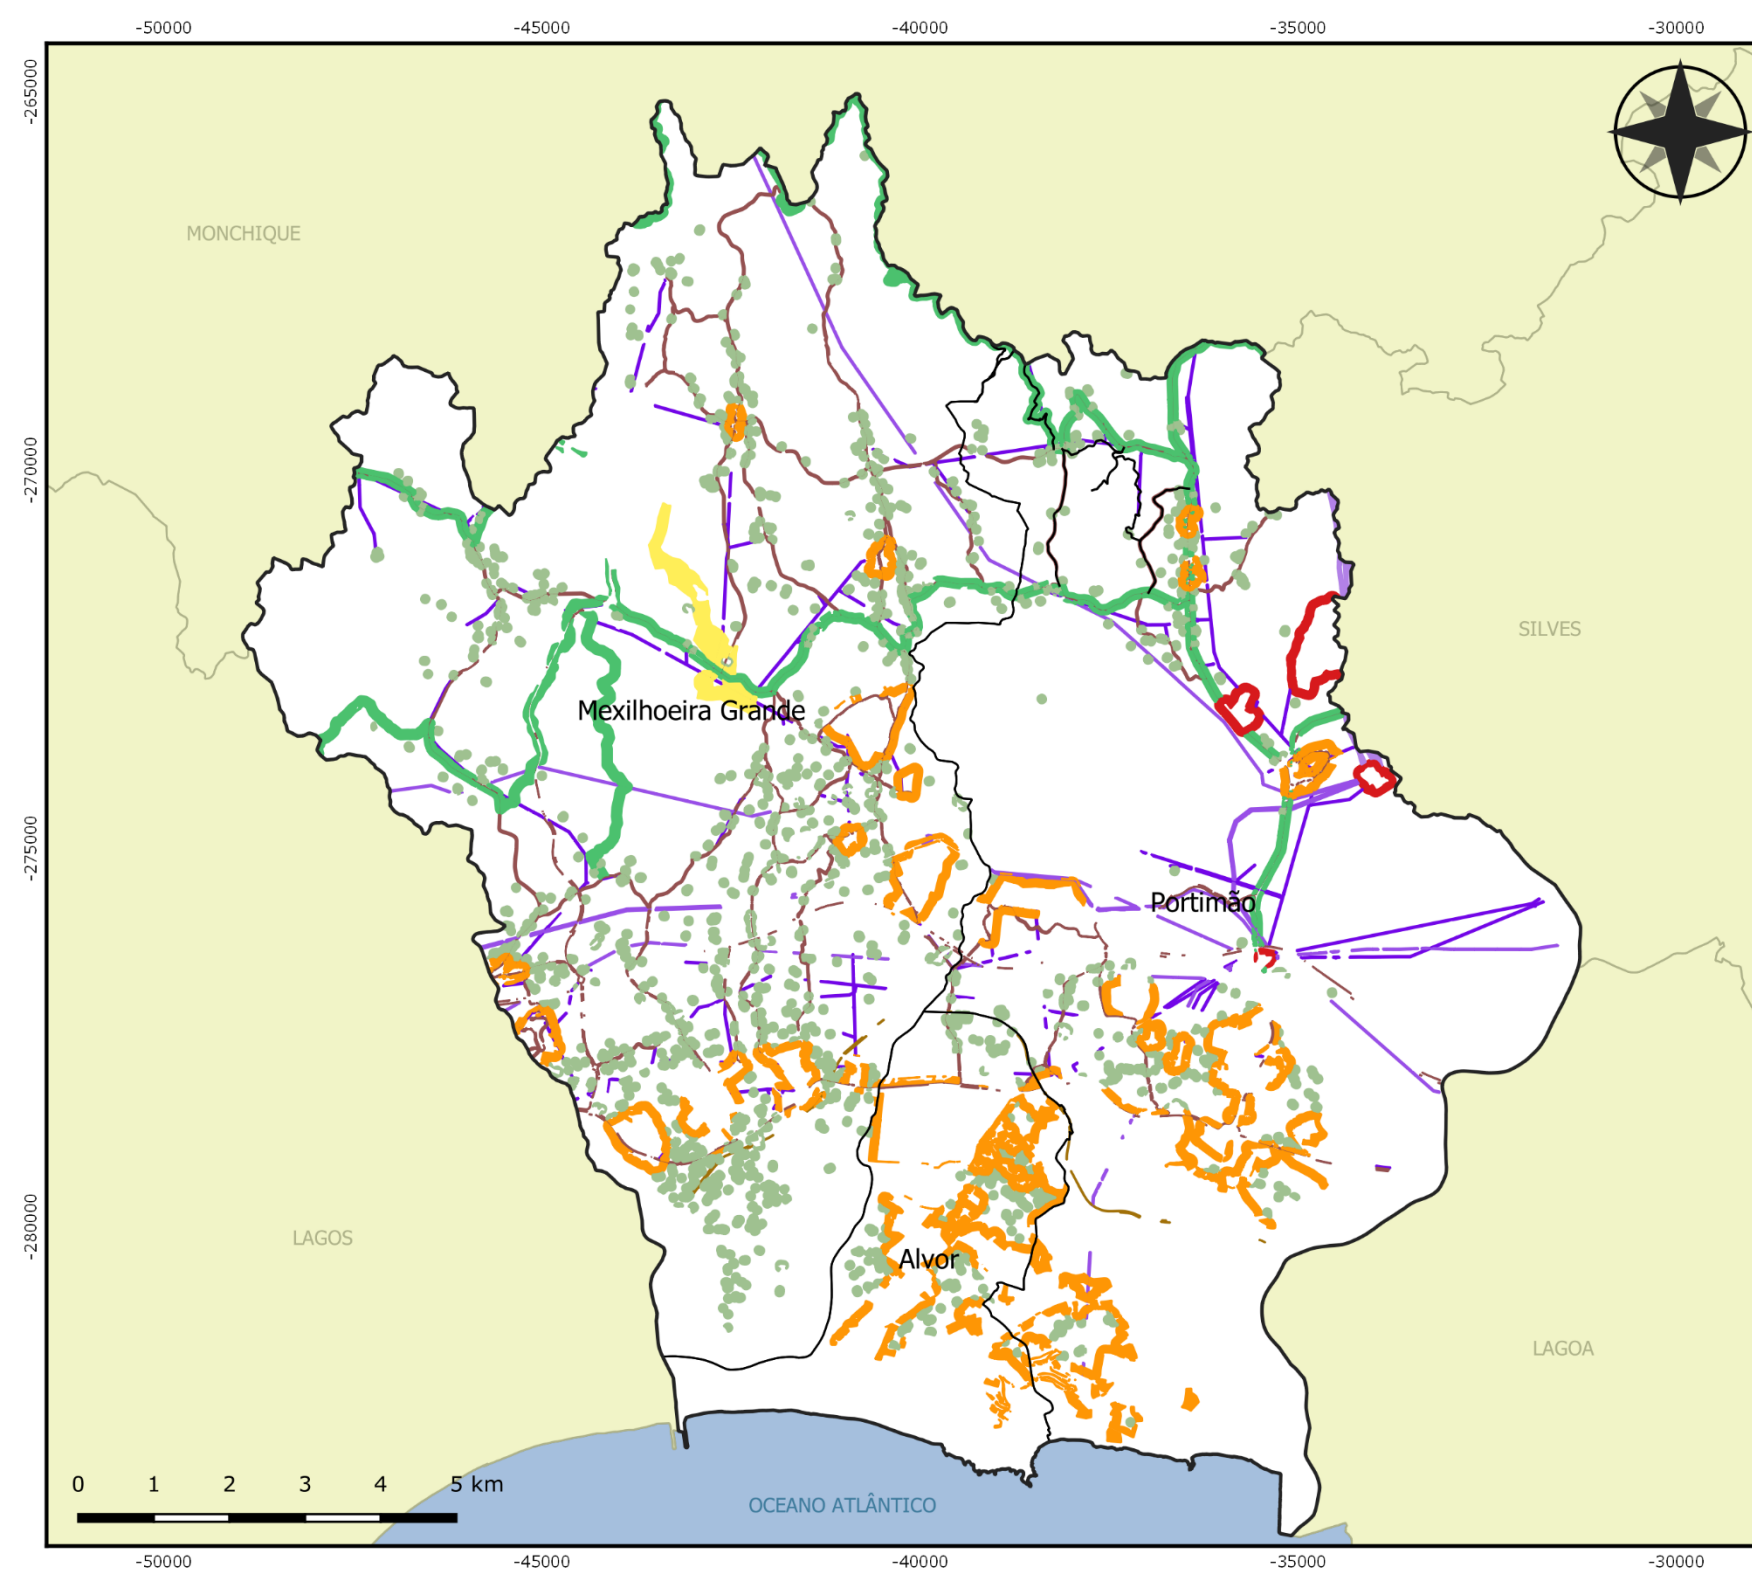 -50000 -45000 -40000 -35000 -30000
-265000
-270000
-275000
-280000
MONCHIQUE
SILVES
Mexilhoeira Grande
Portimão
LAGOS
Alvor
LAGOA
0 1 2 3 4 5 km
OCEANO ATLÂNTICO
-50000 -45000 -40000 -35000 -30000